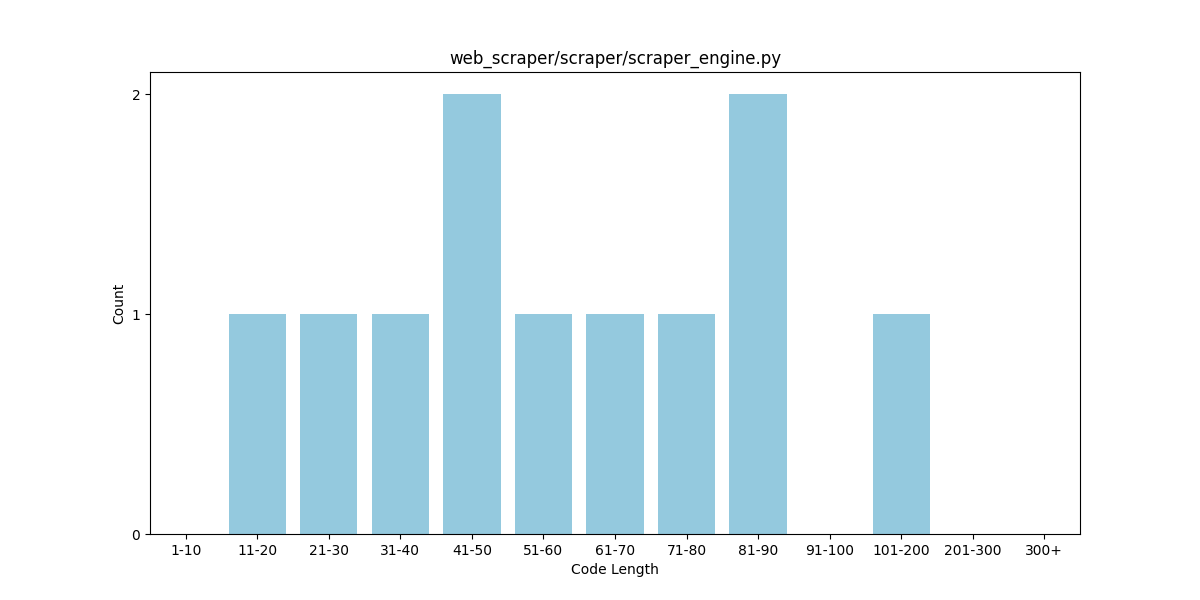 web_scraper/scraper/scraper_engine.py
2
1
0
Count
1-10 11-20 21-30 31-40 41-50 51-60 61-70 71-80 81-90 91-100 101-200 201-300 300+
Code Length